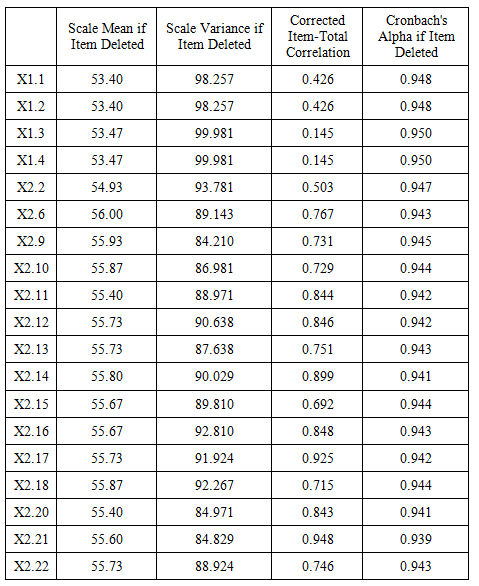 Scale Mean if Item Deleted Scale Variance if Item Deleted Corrected Item-Total Correlation Cronbach's Alpha if Item Deleted
X1.1 53.40 98.257 0.426 0.948
X1.2 53.40 98.257 0.426 0.948
X1.3 53.47 99.981 0.145 0.950
X1.4 53.47 99.981 0.145 0.950
X2.2 54.93 93.781 0.503 0.947
X2.6 56.00 89.143 0.767 0.943
X2.9 55.93 84.210 0.731 0.945
X2.10 55.87 86.981 0.729 0.944
X2.11 55.40 88.971 0.844 0.942
X2.12 55.73 90.638 0.846 0.942
X2.13 55.73 87.638 0.751 0.943
X2.14 55.80 90.029 0.899 0.941
X2.15 55.67 89.810 0.692 0.944
X2.16 55.67 92.810 0.848 0.943
X2.17 55.73 91.924 0.925 0.942
X2.18 55.87 92.267 0.715 0.944
X2.20 55.40 84.971 0.843 0.941
X2.21 55.60 84.829 0.948 0.939
X2.22 55.73 88.924 0.746 0.943